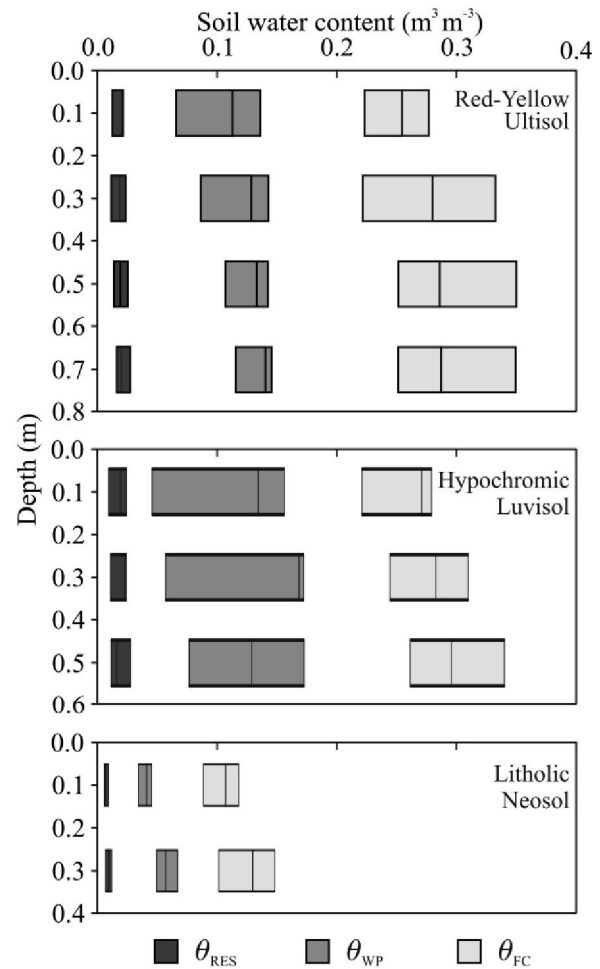 Soil water content (m³ m⁻³)
0.0 0.1 0.2 0.3 0.4
Depth (m)
0.0
0.1
0.2
0.3
0.4
0.5
0.6
0.7
0.8
Red-Yellow
Ultisol
0.0
0.1
0.2
0.3
0.4
0.5
0.6
Hypochromic
Luvisol
0.0
0.1
0.2
0.3
0.4
Litholic
Neosol
θRES θWP θFC